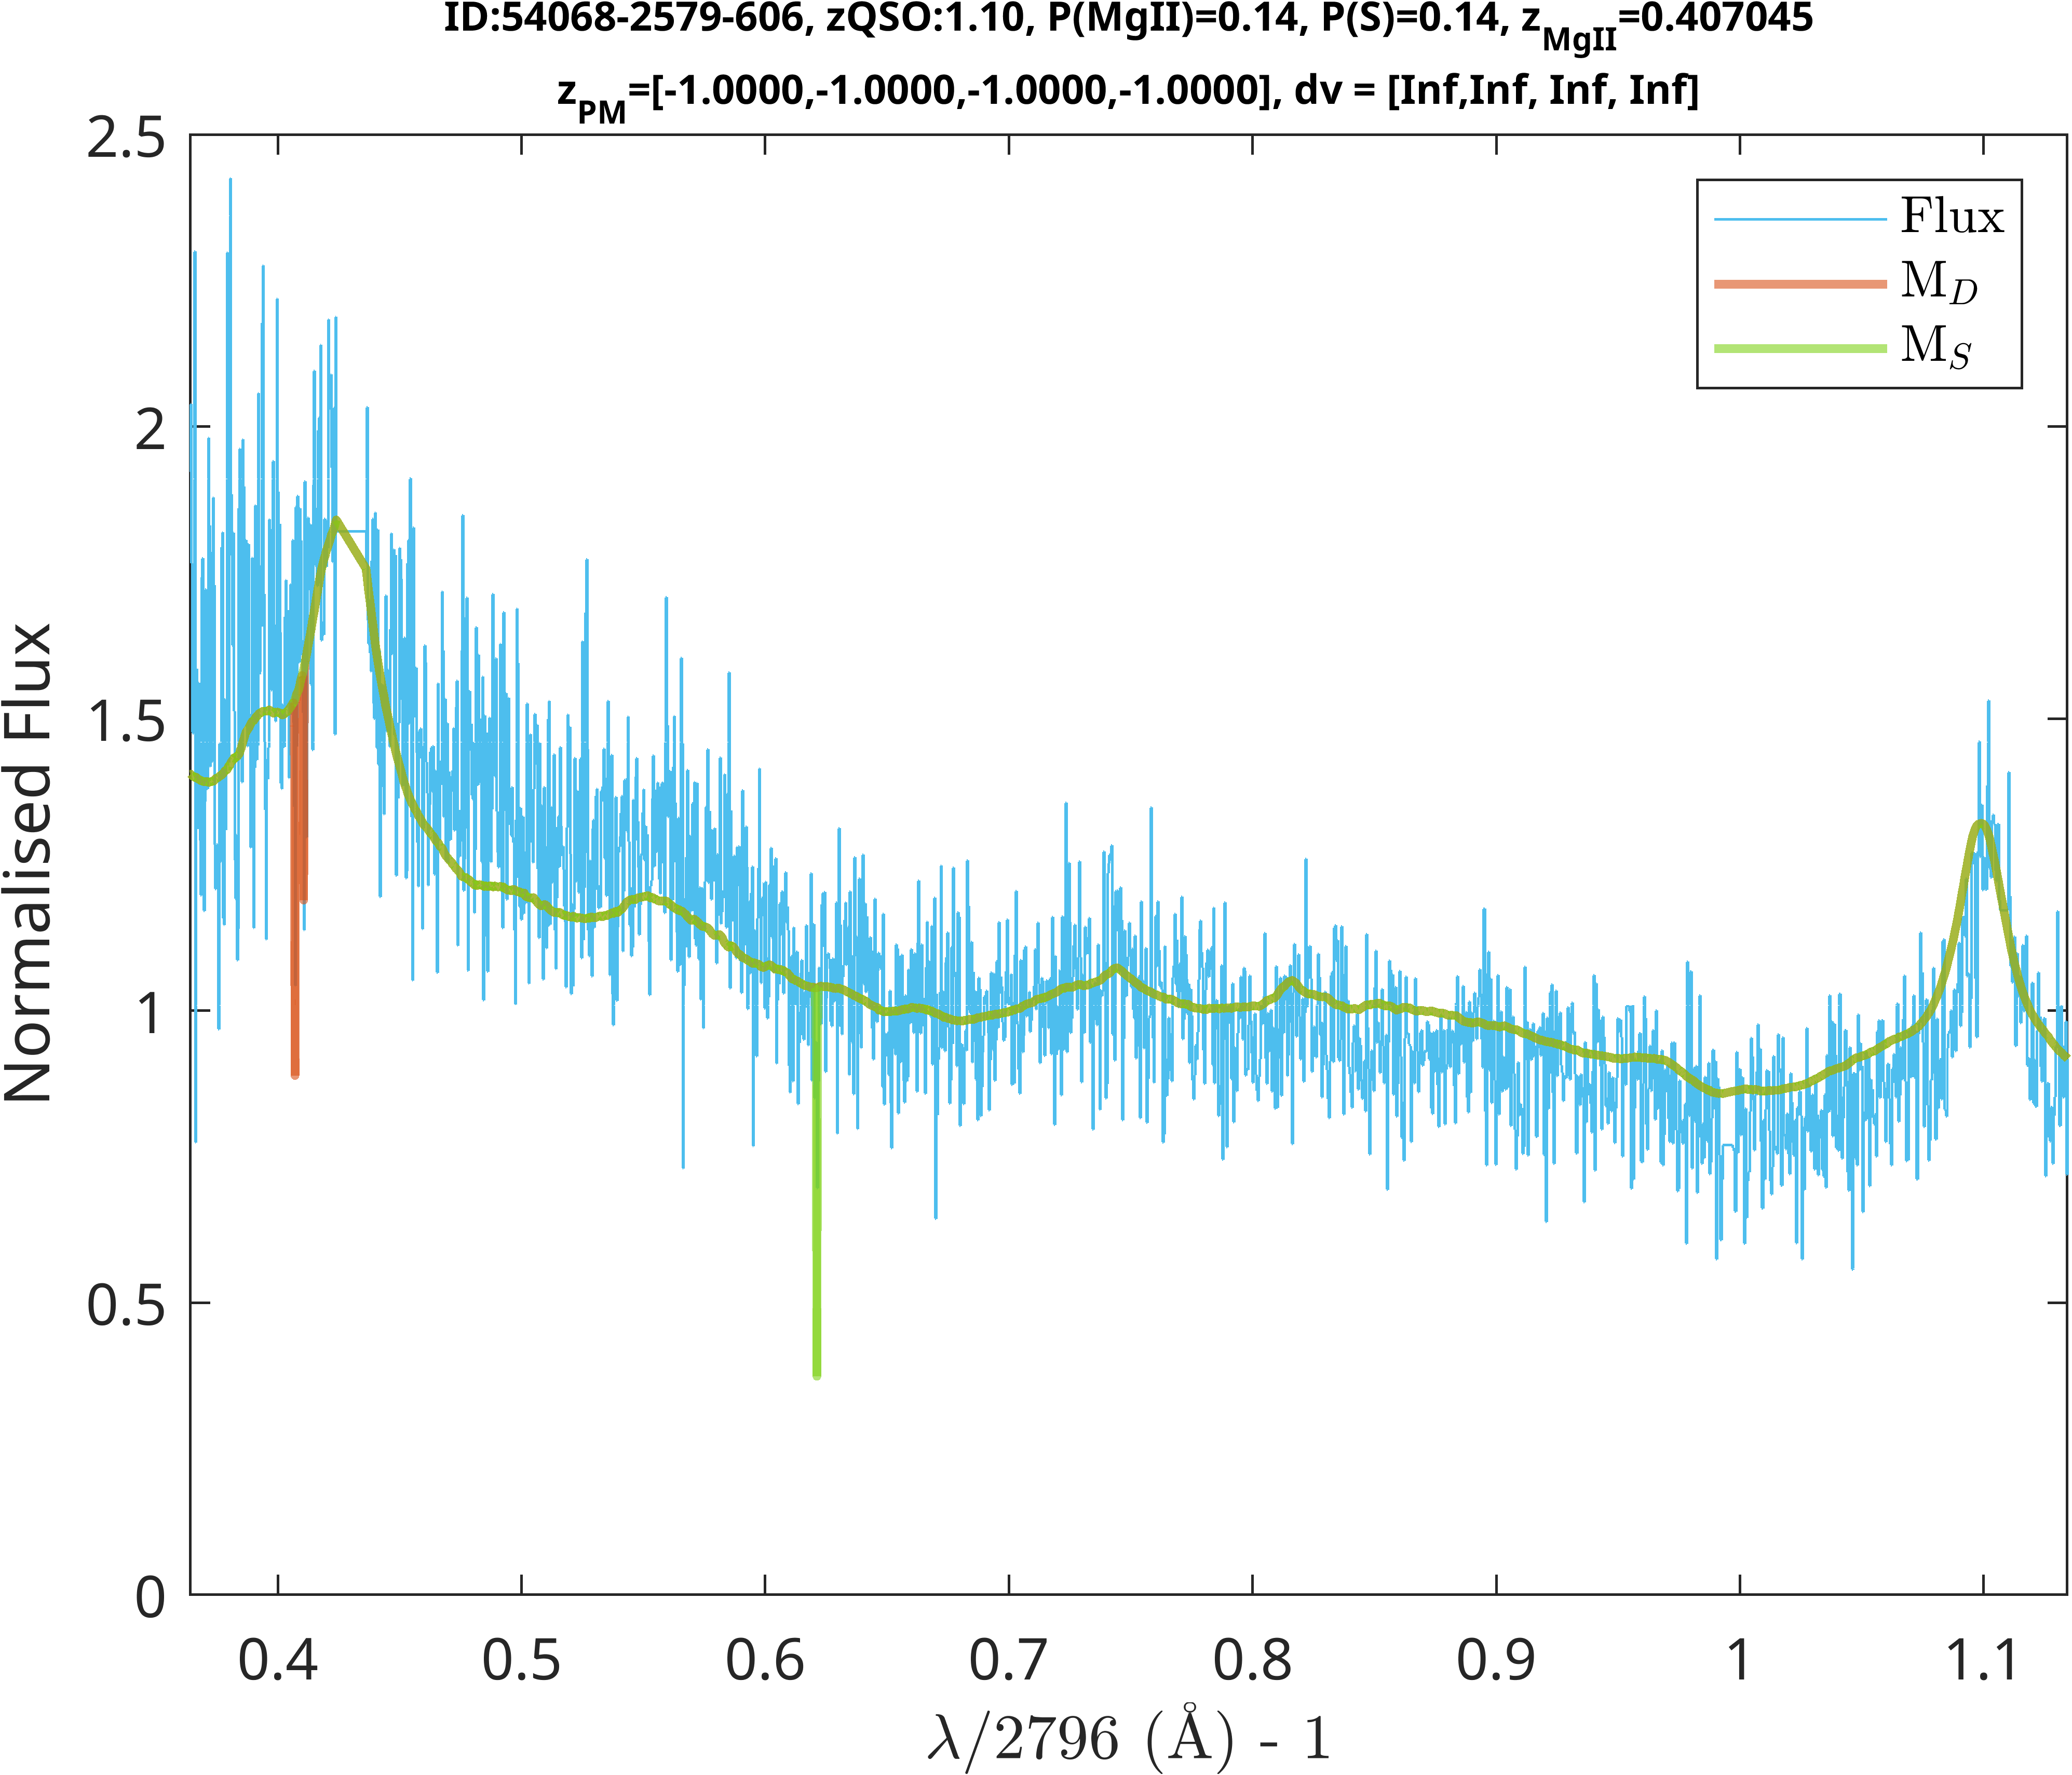 ID:54068-2579-606, zQSO:1.10, P(MgII)=0.14, P(S)=0.14, zMgII=0.407045
zPM=[-1.0000,-1.0000,-1.0000,-1.0000], dv = [Inf,Inf, Inf, Inf]
2.5
2
1.5
1
0.5
0
Normalised Flux
Flux
MD
MS
0.4 0.5 0.6 0.7 0.8 0.9 1 1.1
λ/2796 (Å) - 1